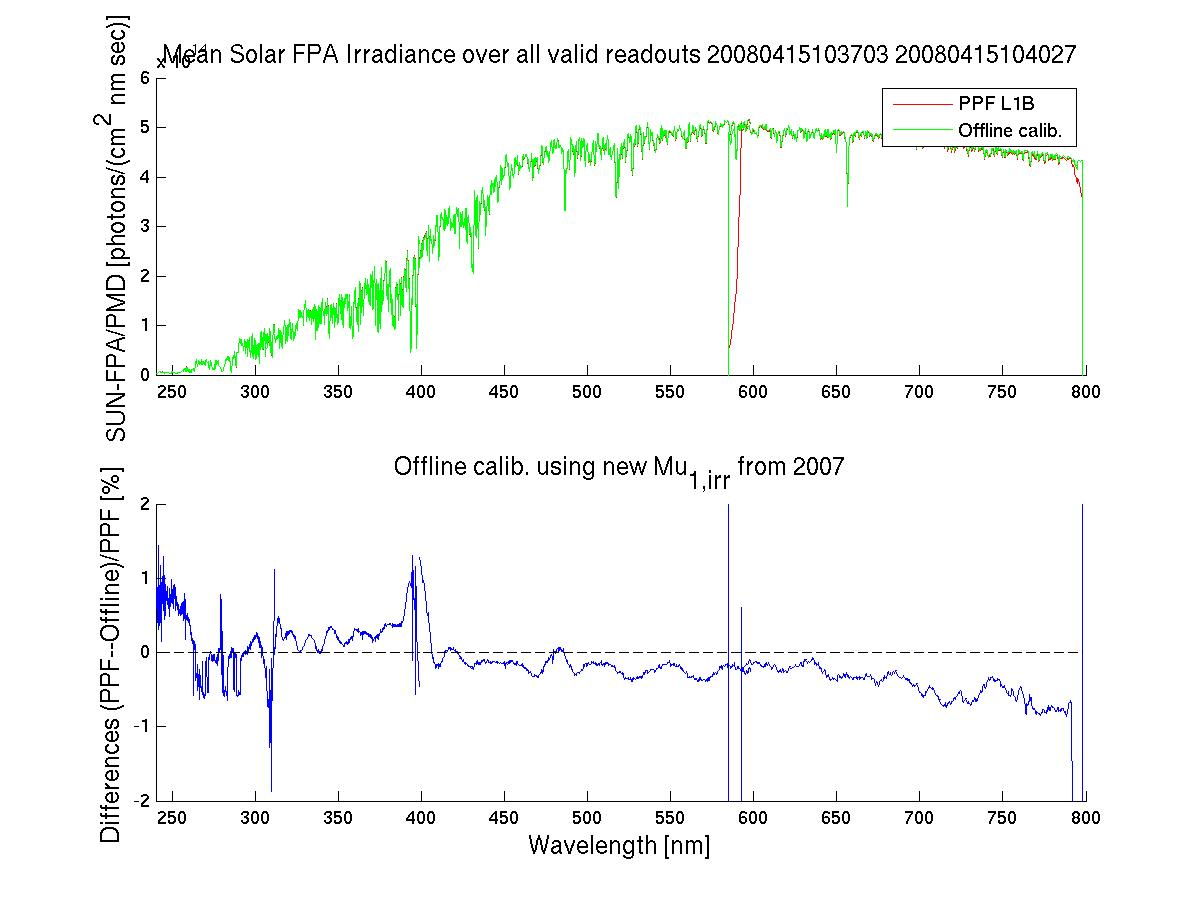 Mean Solar FPA Irradiance over all valid readouts 20080415103703 20080415104027
x 10
SUN-FPA/PMD [photons/(cm2 nm sec)]
6
5
4
3
2
1
0
PPF L1B
Offline calib.
250 300 350 400 450 500 550 600 650 700 750 800
Offline calib. using new Mu1,irr from 2007
Differences (PPF--Offline)/PPF [%]
2
1
0
-1
-2
250 300 350 400 450 500 550 600 650 700 750 800
Wavelength [nm]